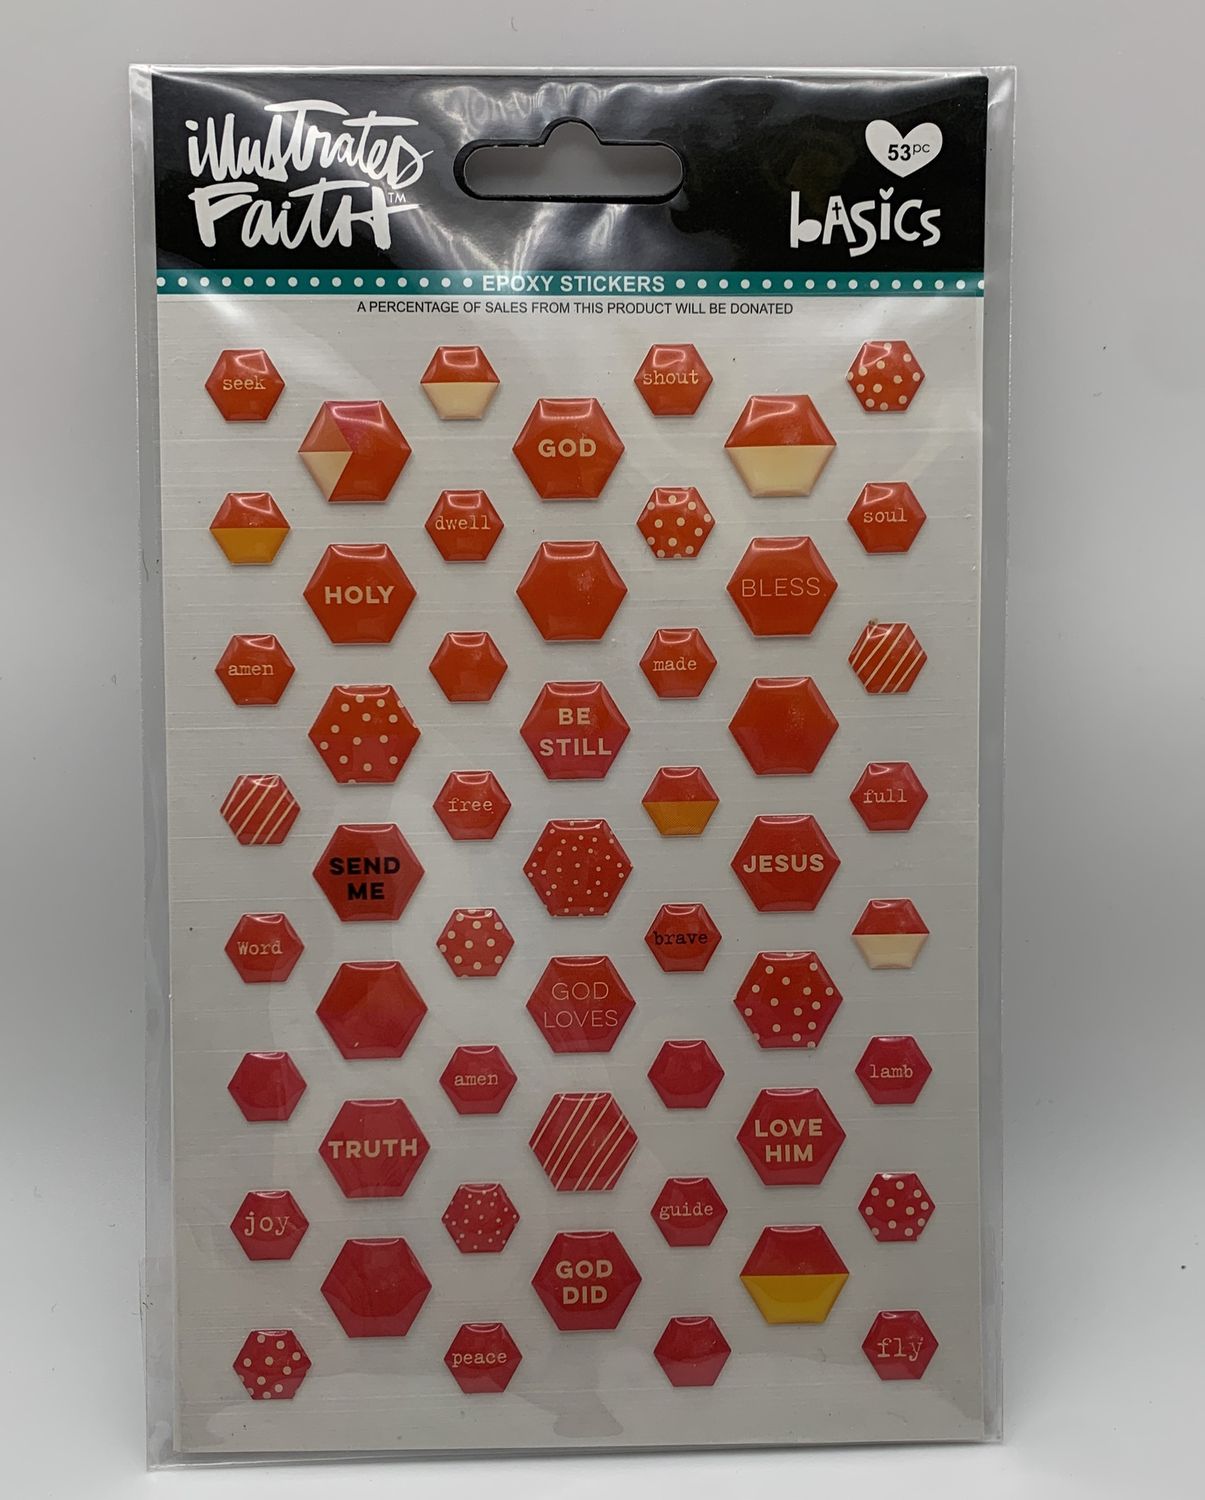 illustrated
Faith™
53pc
basics
EPOXY STICKERS
A PERCENTAGE OF SALES FROM THIS PRODUCT WILL BE DONATED
seek
shout
GOD
dwell
soul
HOLY
BLESS
amen
made
BE
STILL
free
full
SEND
ME
JESUS
Word
brave
GOD
LOVES
amen
lamb
TRUTH
LOVE
HIM
joy
guide
GOD
DID
peace
fly